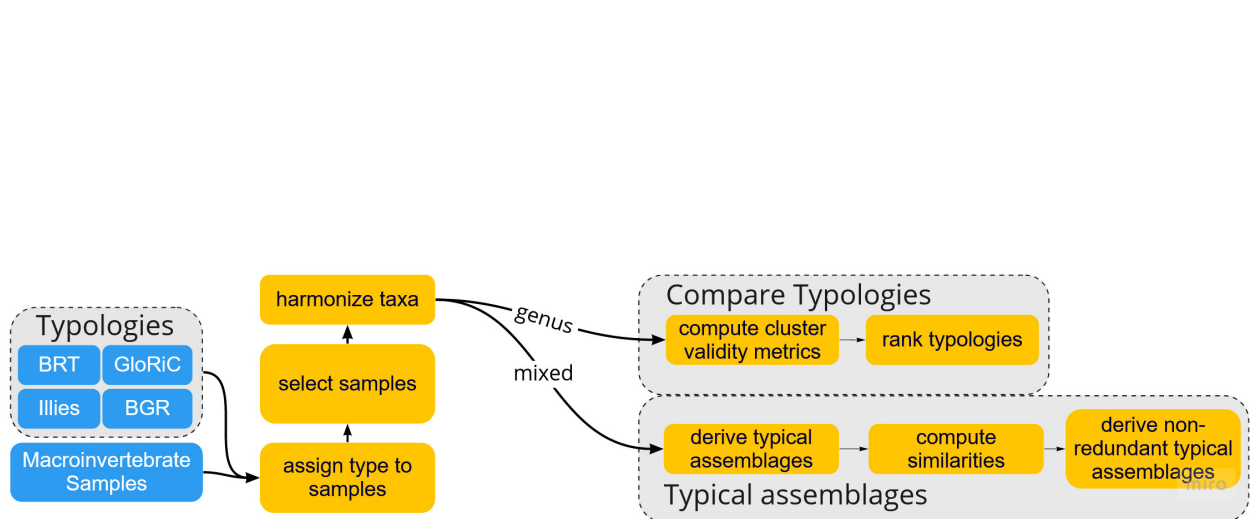 Typologies
BRT
GloRiC
Illies
BGR
Macroinvertebrate
Samples
harmonize taxa
select samples
assign type to
samples
genus
mixed
Compare Typologies
compute cluster
validity metrics
rank typologies
derive typical
assemblages
compute
similarities
derive non-
redundant typical
assemblages
Typical assemblages
miro